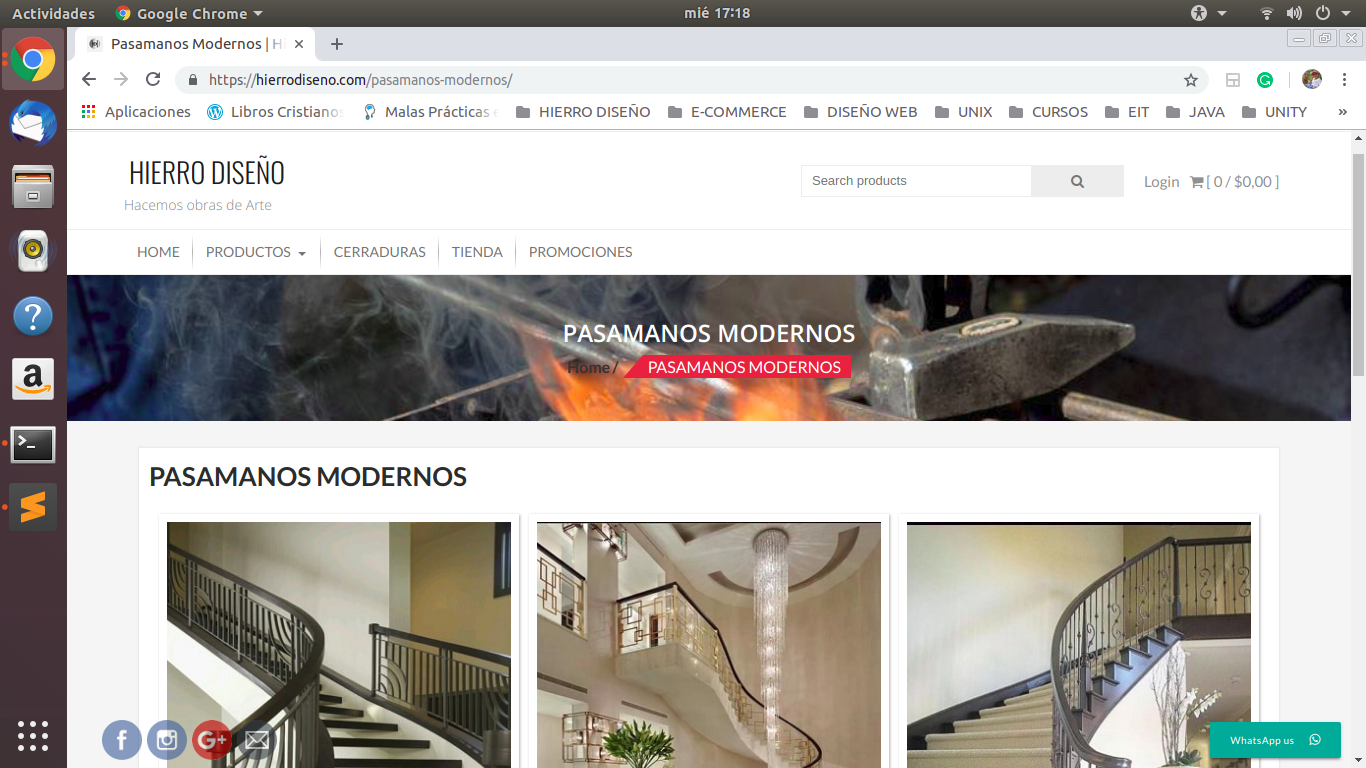 Actividades Google Chrome mié 17:18
Pasamanos Modernos | Hi
https://hierrodiseno.com/pasamanos-modernos/
Aplicaciones Libros Cristianos Malas Prácticas e HIERRO DISEÑO E-COMMERCE DISEÑO WEB UNIX CURSOS EIT JAVA UNITY »
HIERRO DISEÑO
Hacemos obras de Arte
Search products
Login [ 0 / $0,00 ]
HOME PRODUCTOS CERRADURAS TIENDA PROMOCIONES
PASAMANOS MODERNOS
Home / PASAMANOS MODERNOS
PASAMANOS MODERNOS
WhatsApp us